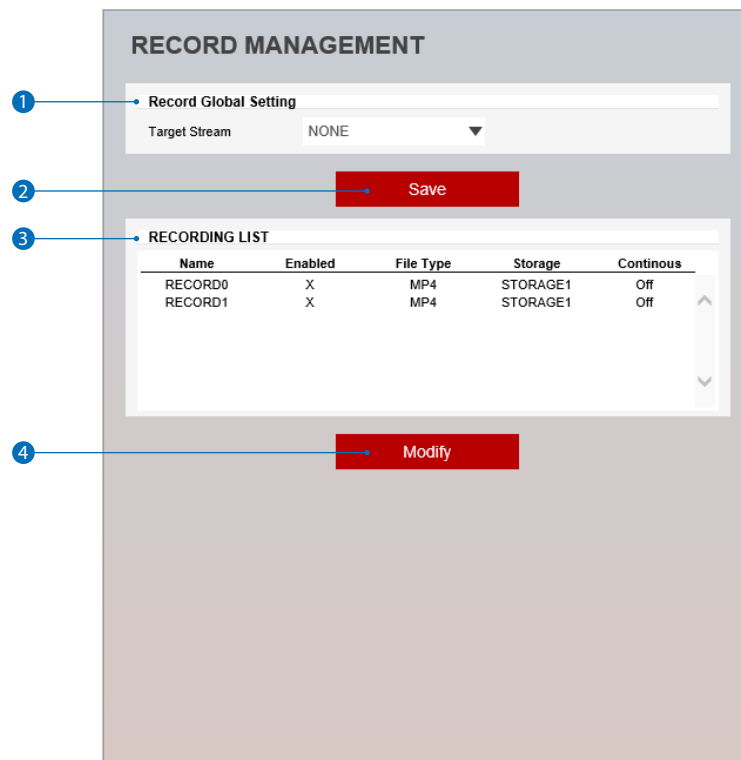 RECORD MANAGEMENT
1 Record Global Setting
Target Stream NONE
2 Save
3 RECORDING LIST
Name Enabled File Type Storage Continous
RECORD0 X MP4 STORAGE1 Off
RECORD1 X MP4 STORAGE1 Off
4 Modify